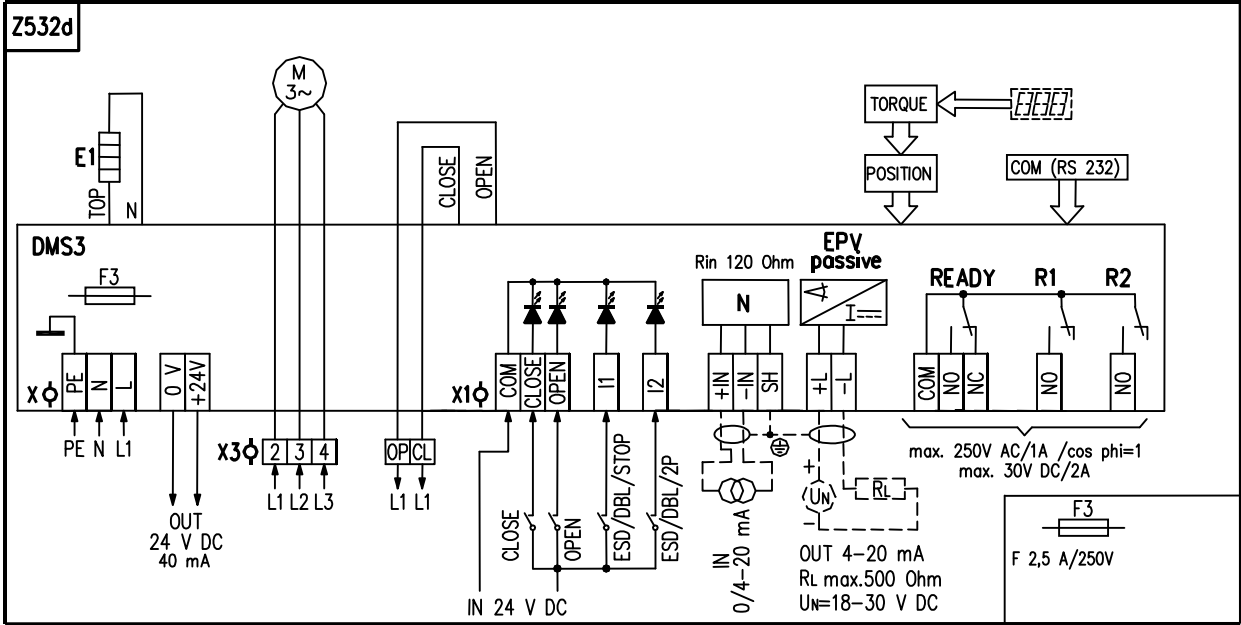 Z532d
M
3~
E1
TOP
N
CLOSE
OPEN
TORQUE
POSITION
COM (RS 232)
DMS3
F3
Rin 120 Ohm
N
EPV
passive
I
READY
R1
R2
X
PE
N
L
0 V
+24V
X1
COM
CLOSE
OPEN
I1
I2
+IN
-IN
SH
+L
-L
COM
NO
NC
NO
NO
PE N L1
X3
2 3 4
OP CL
L1 L2 L3
L1 L1
OUT
24 V DC
40 mA
CLOSE
OPEN
ESD/DBL/STOP
ESD/DBL/2P
IN 24 V DC
IN
0/4-20 mA
+
UN
-
RL
OUT 4-20 mA
RL max.500 Ohm
UN=18-30 V DC
max. 250V AC/1A /cos phi=1
max. 30V DC/2A
F3
F 2,5 A/250V